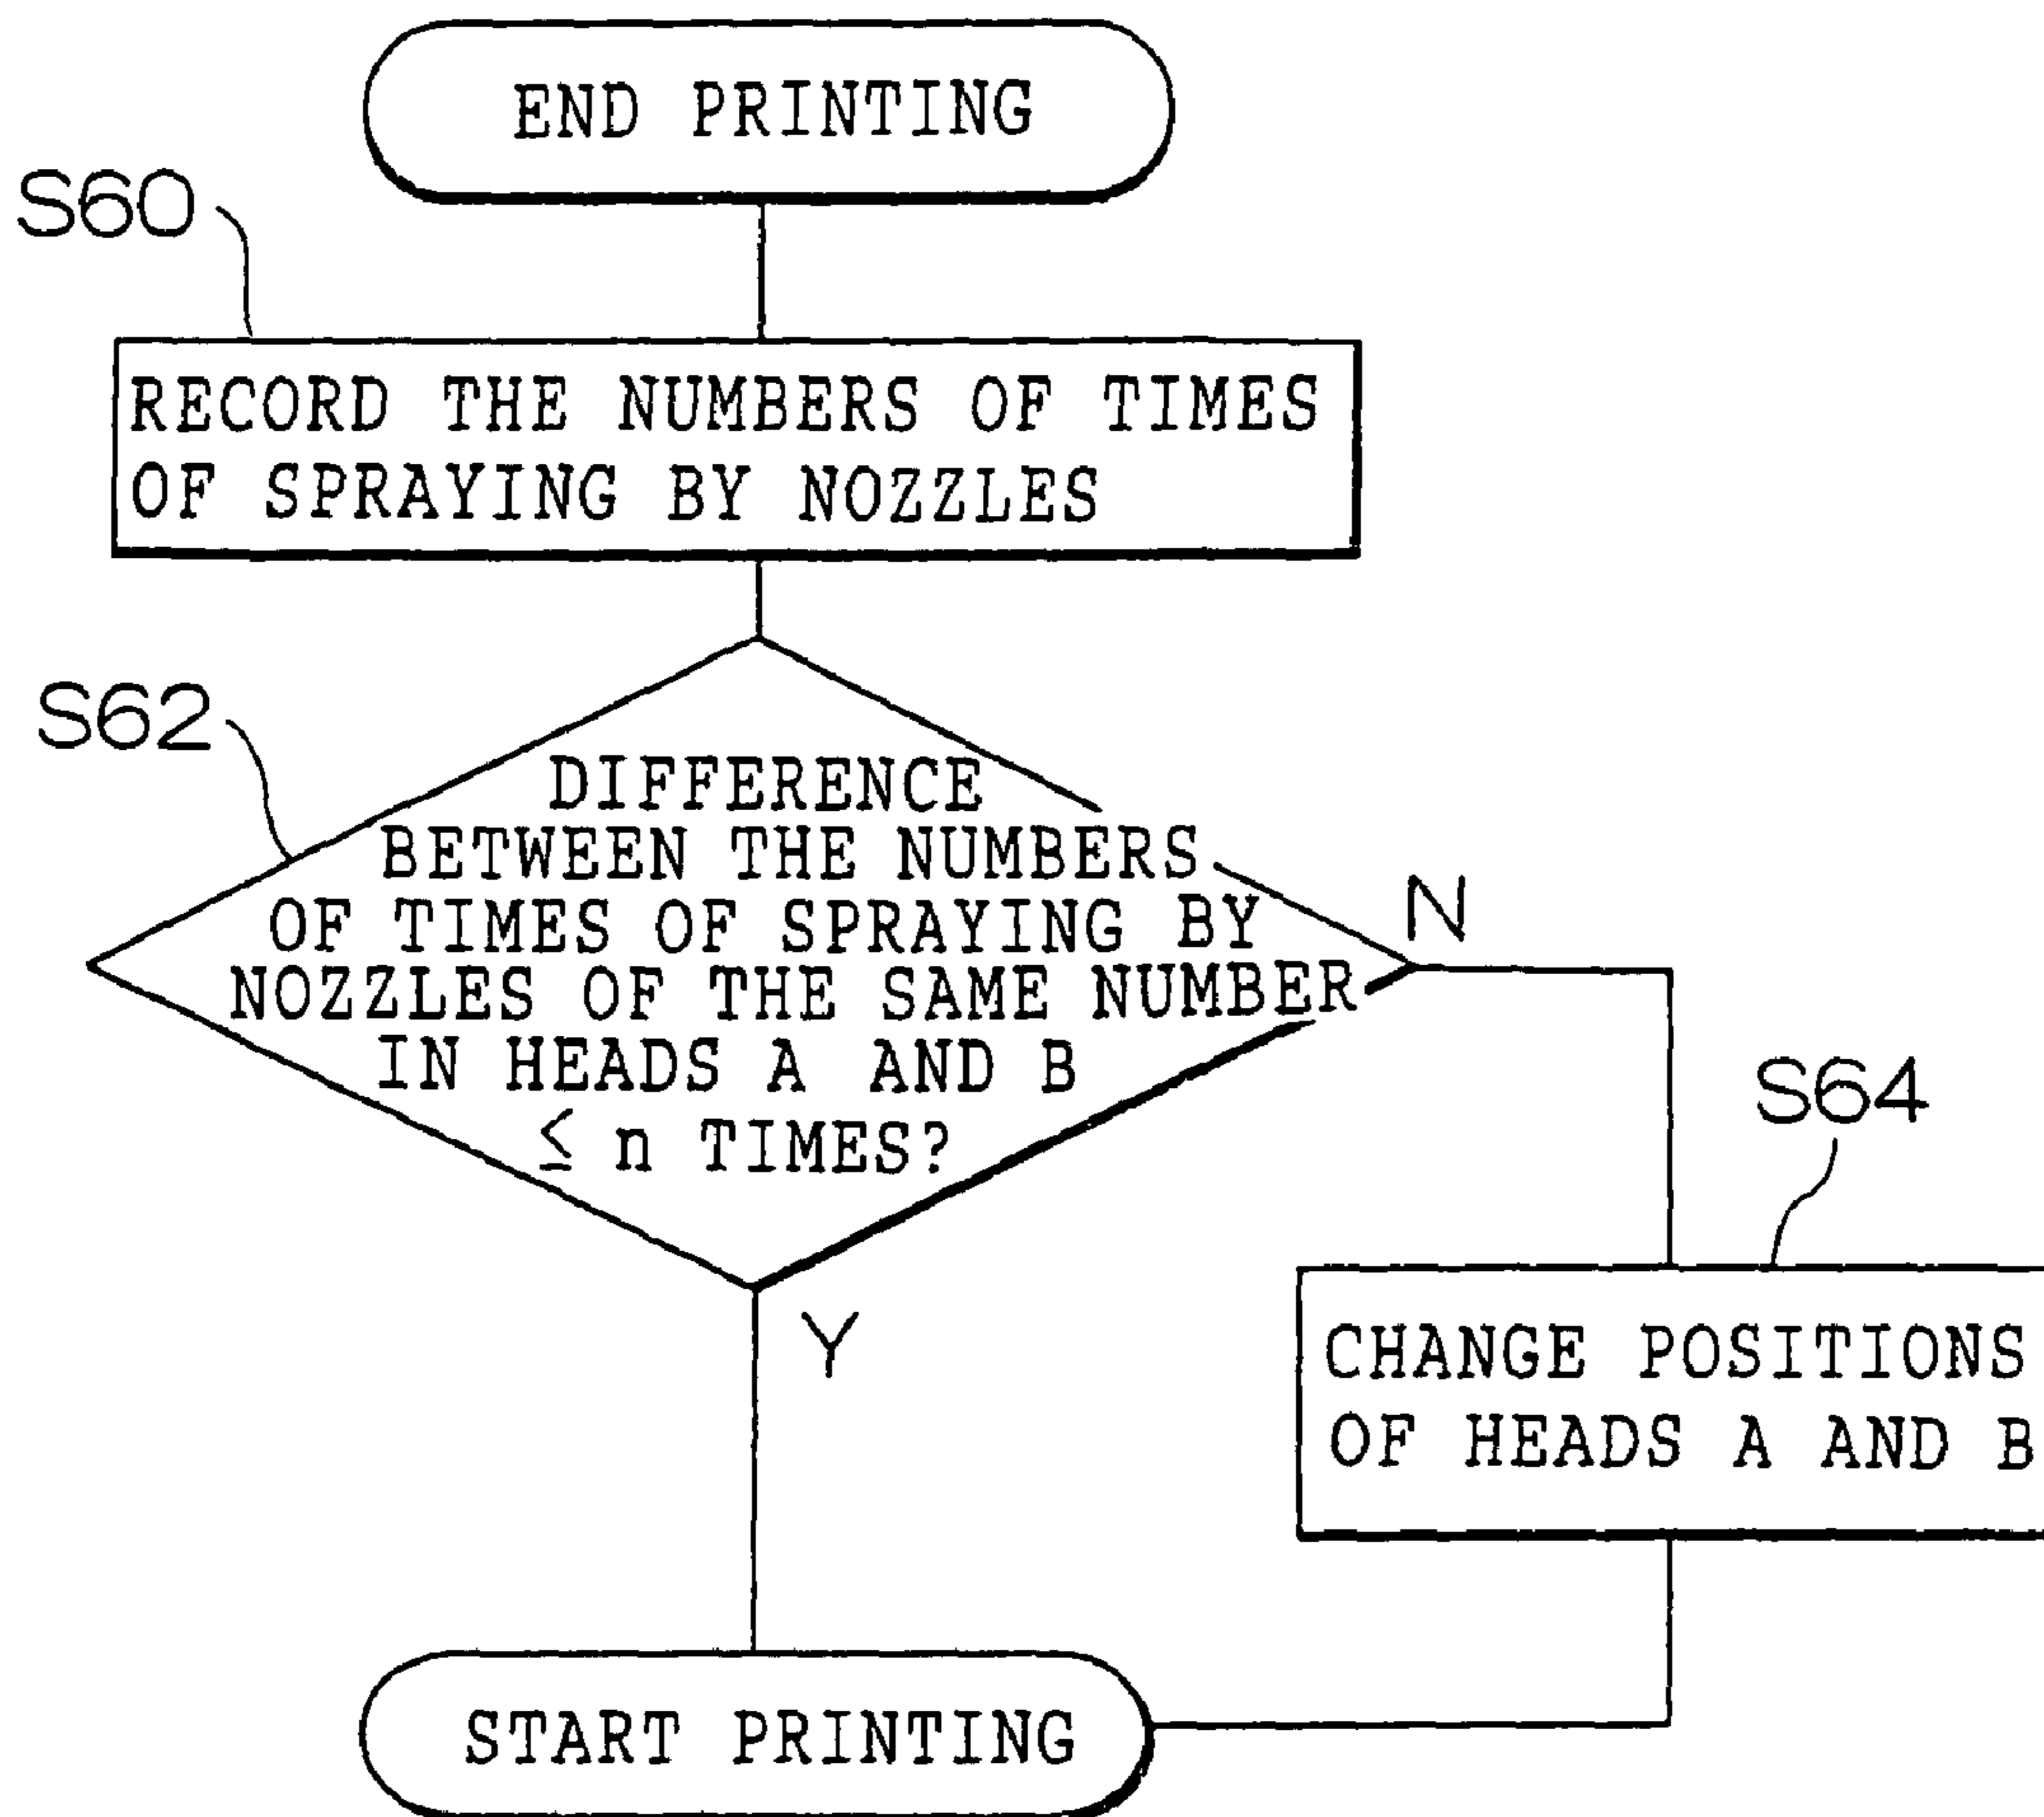 END PRINTING
S60
RECORD THE NUMBERS OF TIMES
OF SPRAYING BY NOZZLES
S62
DIFFERENCE
BETWEEN THE NUMBERS
OF TIMES OF SPRAYING BY
NOZZLES OF THE SAME NUMBER
IN HEADS A AND B
≤ n TIMES?
N
Y
S64
CHANGE POSITIONS
OF HEADS A AND B
START PRINTING